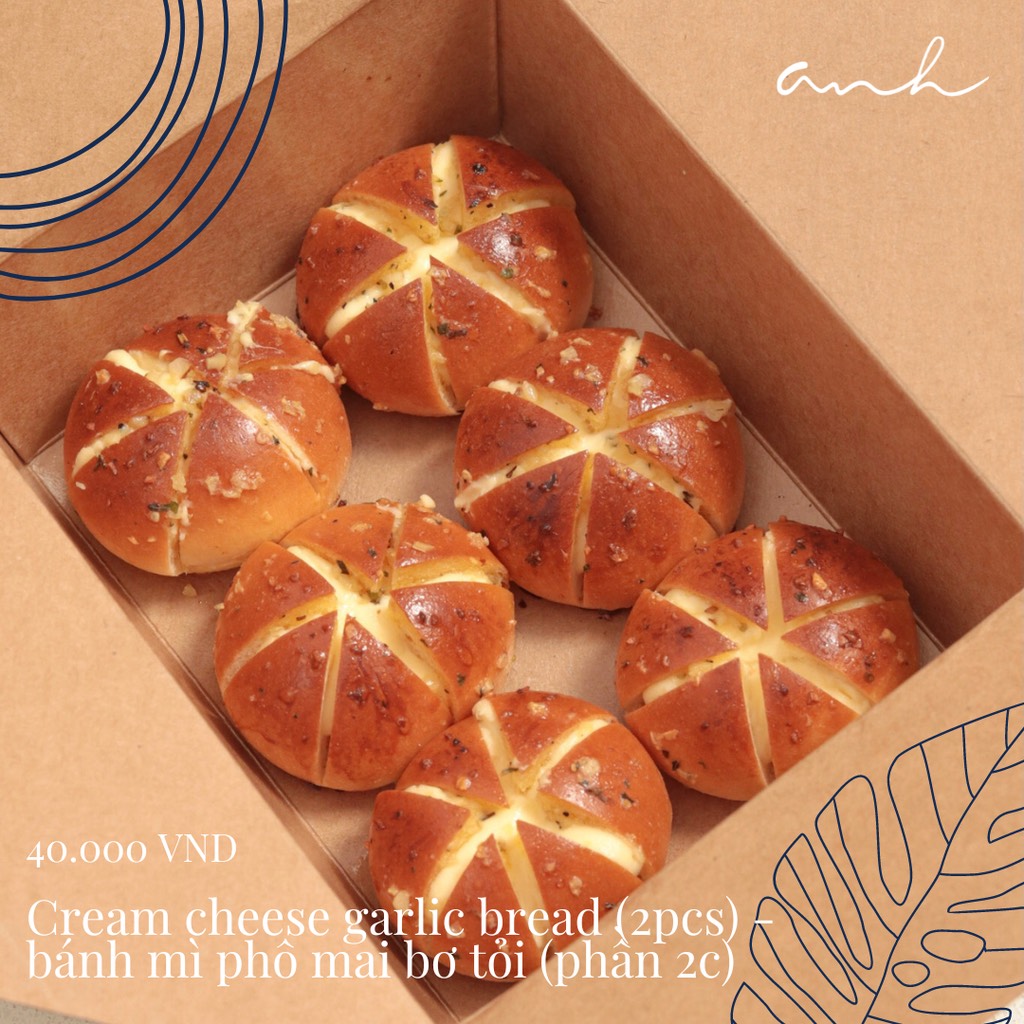 anh
40.000 VND
Cream cheese garlic bread (2pcs) -
bánh mì phô mai bơ tỏi (phần 2c)